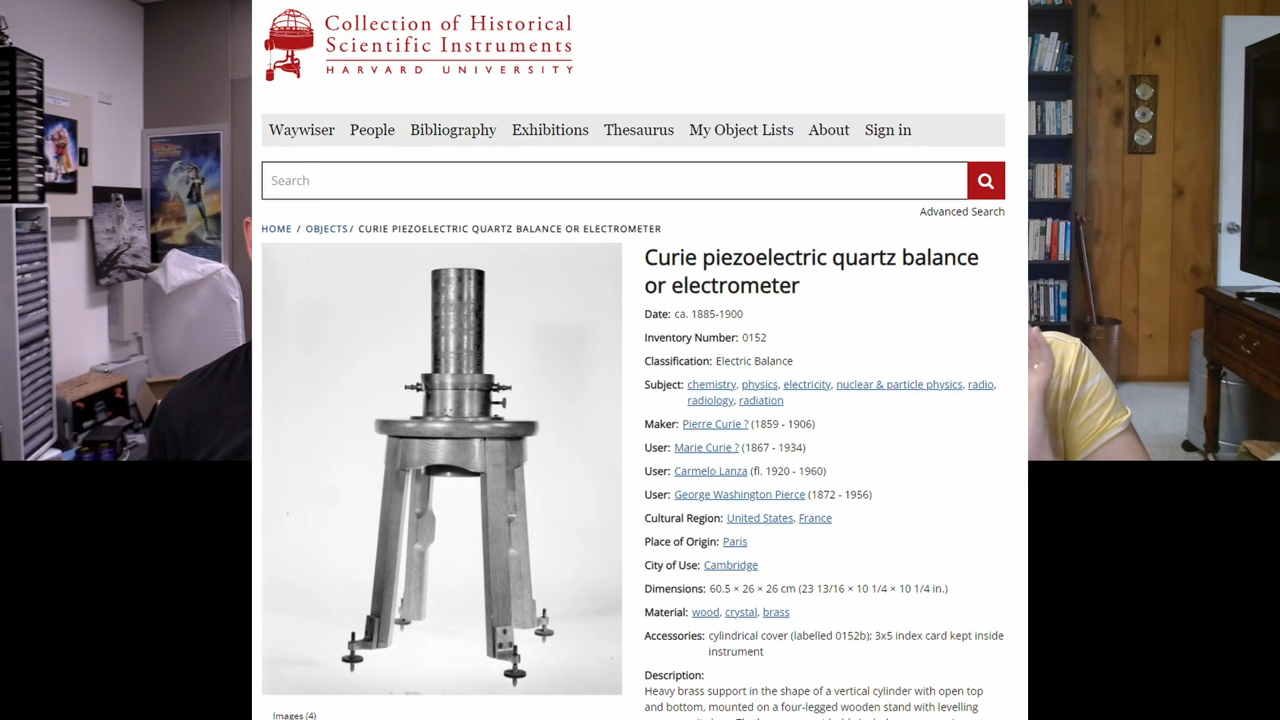 Collection of Historical
Scientific Instruments
HARVARD UNIVERSITY
Waywiser People Bibliography Exhibitions Thesaurus My Object Lists About Sign in
Search
Advanced Search
HOME / OBJECTS / CURIE PIEZOELECTRIC QUARTZ BALANCE OR ELECTROMETER
Curie piezoelectric quartz balance
or electrometer
Date: ca. 1885-1900
Inventory Number: 0152
Classification: Electric Balance
Subject: chemistry, physics, electricity, nuclear & particle physics, radio,
radiology, radiation
Maker: Pierre Curie ? (1859 - 1906)
User: Marie Curie ? (1867 - 1934)
User: Carmelo Lanza (fl. 1920 - 1960)
User: George Washington Pierce (1872 - 1956)
Cultural Region: United States, France
Place of Origin: Paris
City of Use: Cambridge
Dimensions: 60.5 × 26 × 26 cm (23 13/16 × 10 1/4 × 10 1/4 in.)
Material: wood, crystal, brass
Accessories: cylindrical cover (labelled 0152b); 3x5 index card kept inside
instrument
Description:
Heavy brass support in the shape of a vertical cylinder with open top
and bottom, mounted on a four-legged wooden stand with levelling
Images (4)